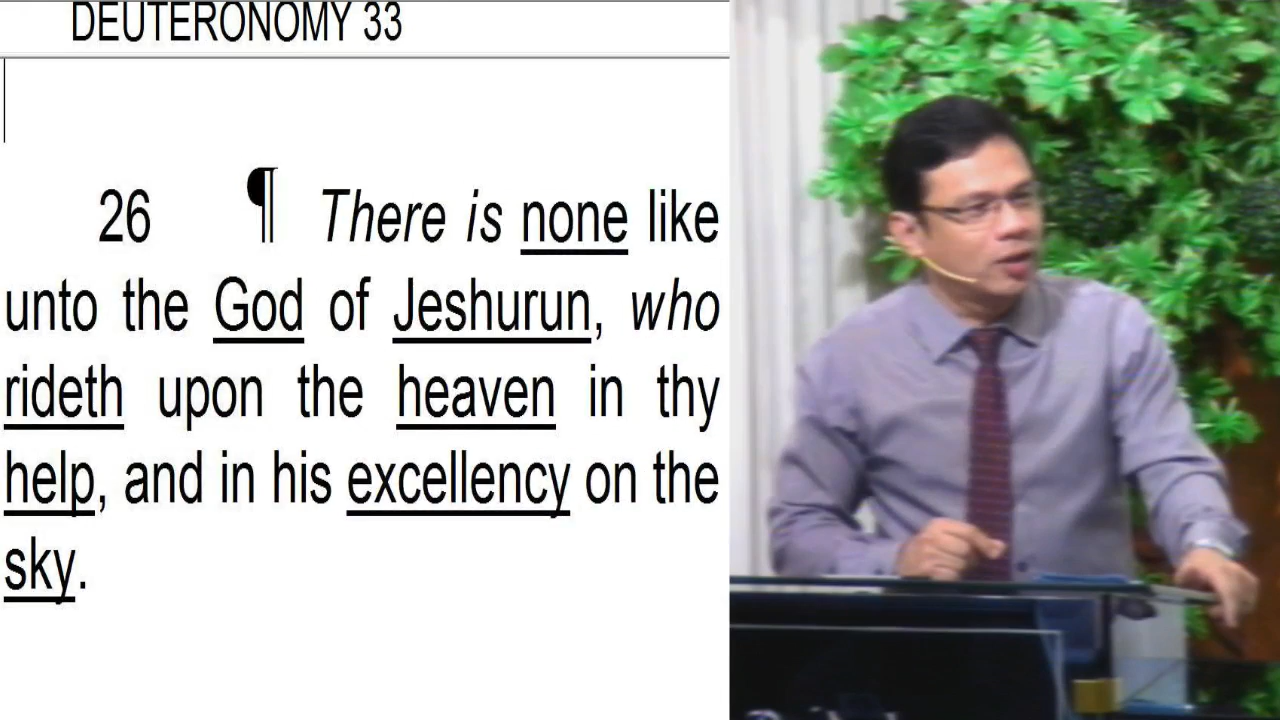 DEUTERONOMY 33
26 ¶ There is none like
unto the God of Jeshurun, who
rideth upon the heaven in thy
help, and in his excellency on the
sky.